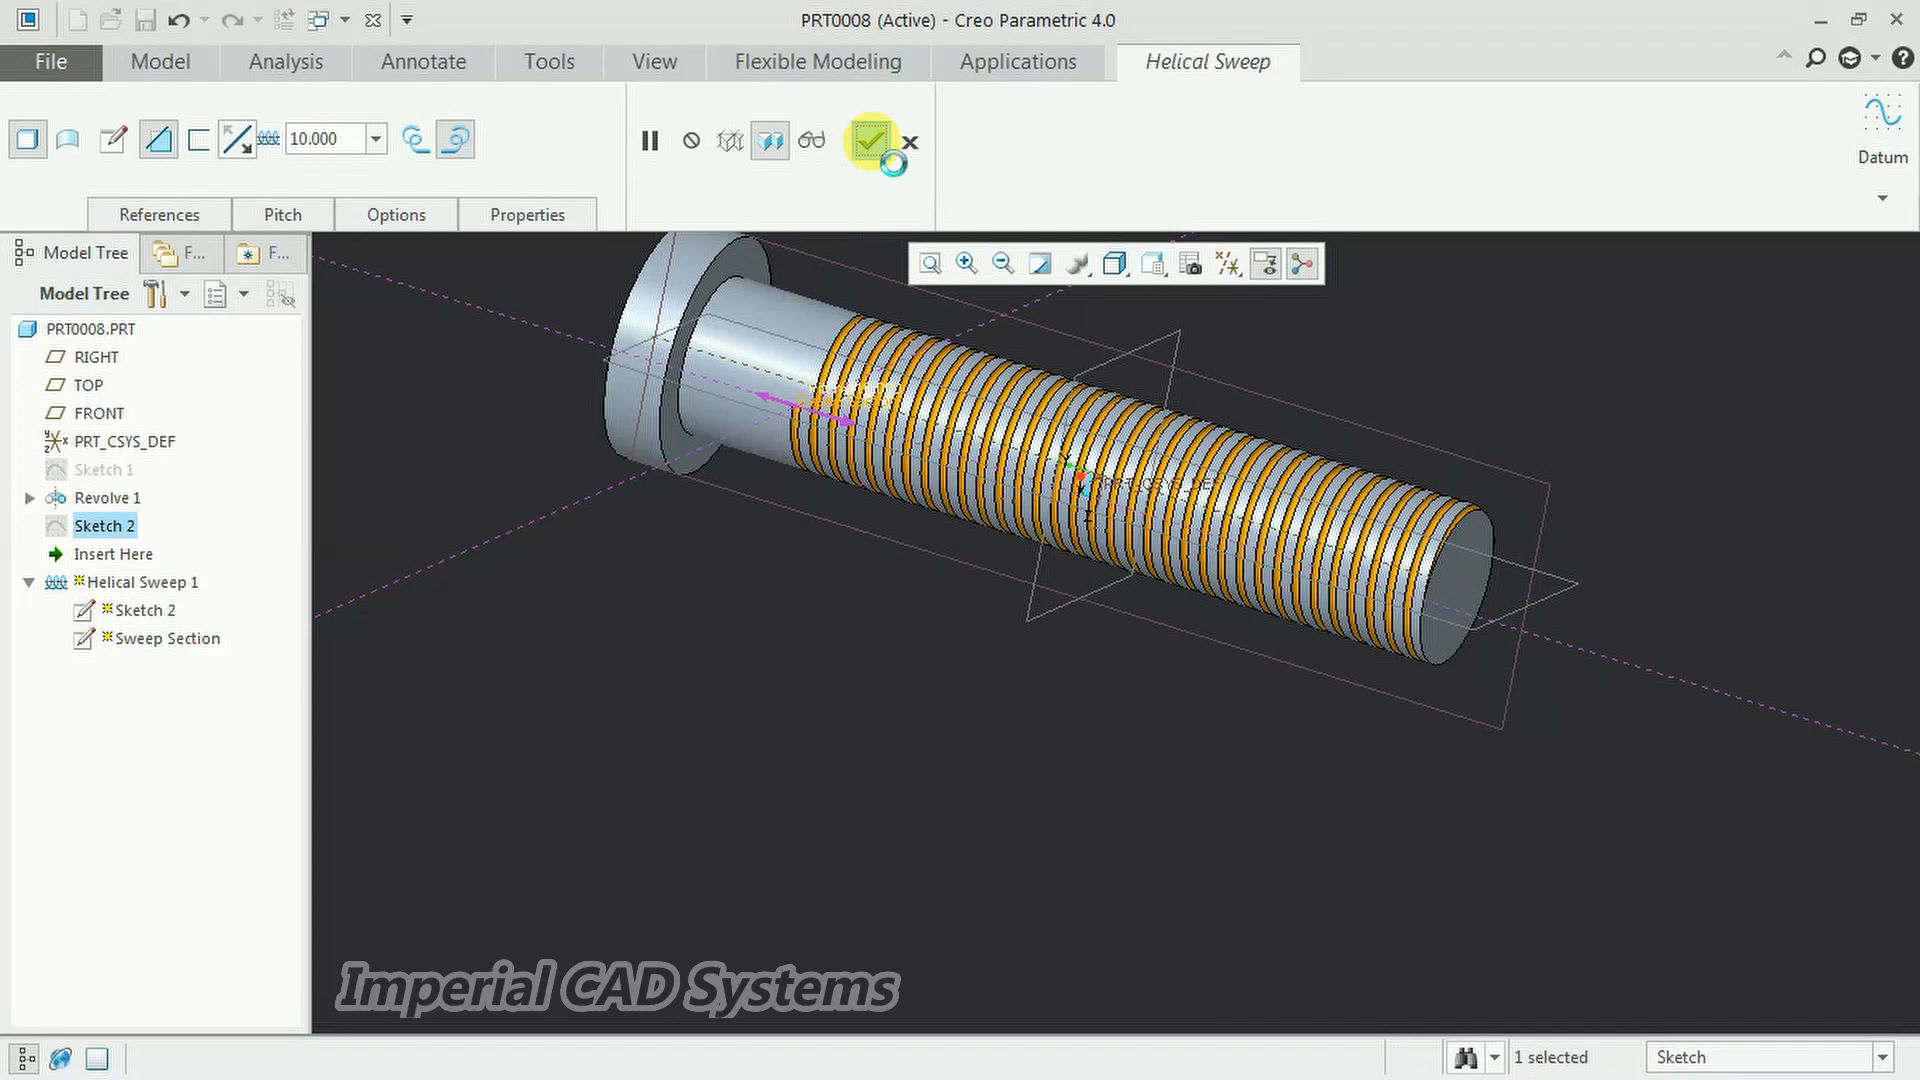 PRT0008 (Active) - Creo Parametric 4.0
File
Model
Analysis
Annotate
Tools
View
Flexible Modeling
Applications
Helical Sweep
10.000
Datum
References
Pitch
Options
Properties
Model Tree
F...
F...
Model Tree
PRT0008.PRT
RIGHT
TOP
FRONT
PRT_CSYS_DEF
Sketch 1
Revolve 1
Sketch 2
Insert Here
Helical Sweep 1
Sketch 2
Sweep Section
PRT_CSYS_DEF
Imperial CAD Systems
1 selected
Sketch